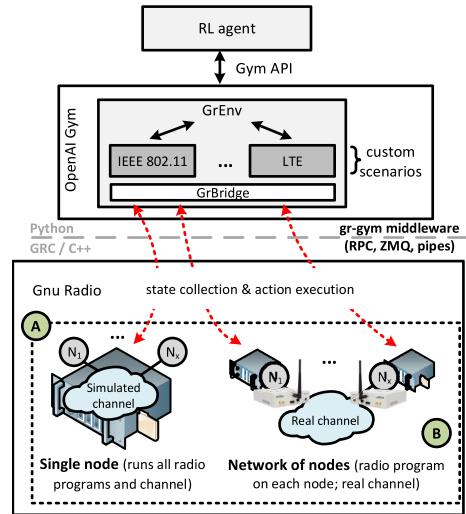 RL agent
Gym API
OpenAI Gym
GrEnv
IEEE 802.11
...
LTE
custom
scenarios
GrBridge
Python
gr-gym middleware
GRC / C++
(RPC, ZMQ, pipes)
Gnu Radio
state collection & action execution
A
...
N1
Nx
Simulated
channel
...
N1
Nx
Real channel
B
Single node (runs all radio
programs and channel)
Network of nodes (radio program
on each node; real channel)